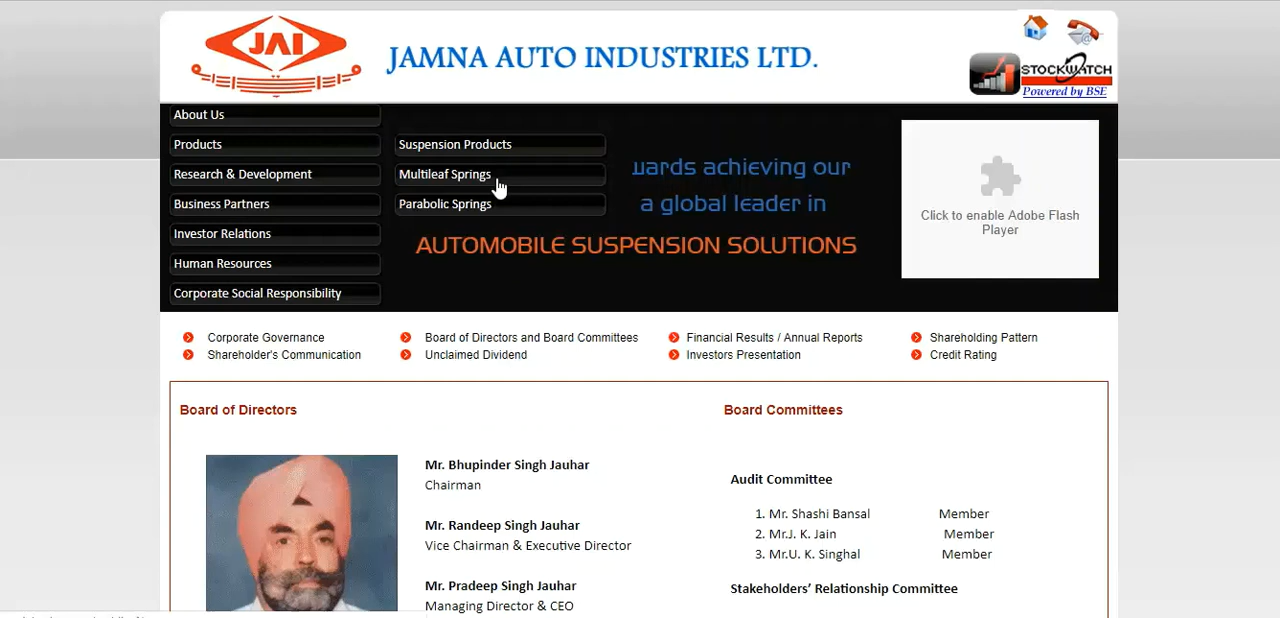 JAI
JAMNA AUTO INDUSTRIES LTD.
STOCKWATCH
Powered by BSE
About Us
Products
Research & Development
Business Partners
Investor Relations
Human Resources
Corporate Social Responsibility
Suspension Products
Multileaf Springs
Parabolic Springs
wards achieving our
a global leader in
AUTOMOBILE SUSPENSION SOLUTIONS
Click to enable Adobe Flash
Player
Corporate Governance
Board of Directors and Board Committees
Financial Results / Annual Reports
Shareholding Pattern
Shareholder's Communication
Unclaimed Dividend
Investors Presentation
Credit Rating
Board of Directors
Mr. Bhupinder Singh Jauhar
Chairman
Mr. Randeep Singh Jauhar
Vice Chairman & Executive Director
Mr. Pradeep Singh Jauhar
Managing Director & CEO
Board Committees
Audit Committee
1. Mr. Shashi Bansal Member
2. Mr.J. K. Jain Member
3. Mr.U. K. Singhal Member
Stakeholders’ Relationship Committee